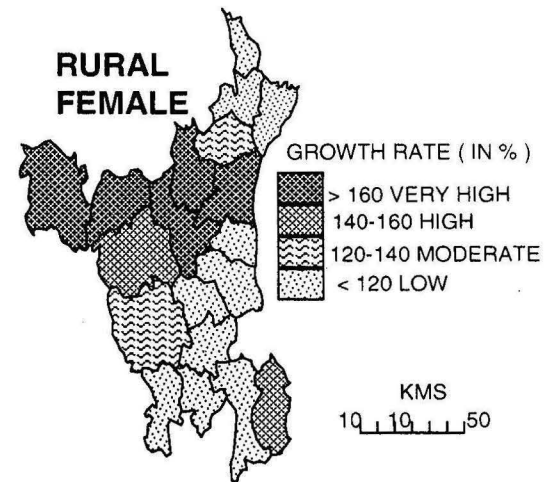 RURAL
FEMALE
GROWTH RATE ( IN % )
> 160 VERY HIGH
140-160 HIGH
120-140 MODERATE
< 120 LOW
KMS
10 10 50